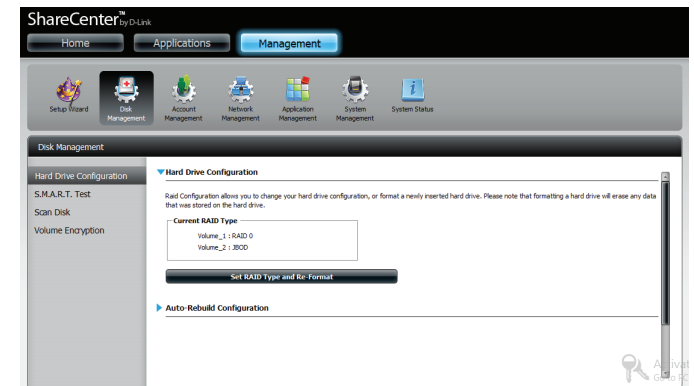 ShareCenter™ by D-Link
Home Applications Management
Setup Wizard Disk Management Account Management Network Management Application Management System Management System Status
Disk Management
Hard Drive Configuration
S.M.A.R.T. Test
Scan Disk
Volume Encryption
Hard Drive Configuration
Raid Configuration allows you to change your hard drive configuration, or format a newly inserted hard drive. Please note that formatting a hard drive will erase any data
that was stored on the hard drive.
Current RAID Type
Volume_1 : RAID 0
Volume_2 : JBOD
Set RAID Type and Re-Format
Auto-Rebuild Configuration
Activat
Go to PC